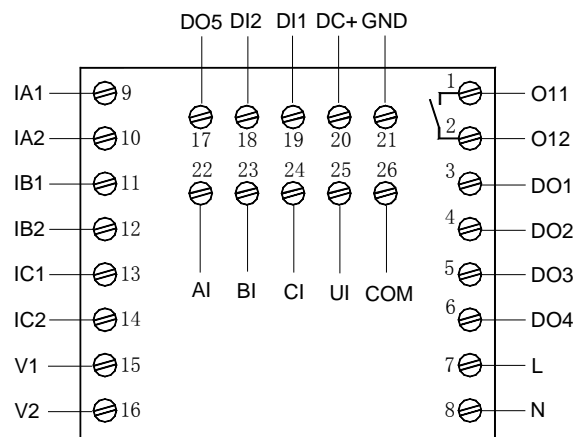 DO5 DI2 DI1 DC+ GND
IA1 9 1 O11
IA2 10 17 18 19 20 21 2 O12
22 23 24 25 26
IB1 11 3 DO1
IB2 12 4 DO2
IC1 13 AI BI CI UI COM 5 DO3
IC2 14 6 DO4
V1 15 7 L
V2 16 8 N